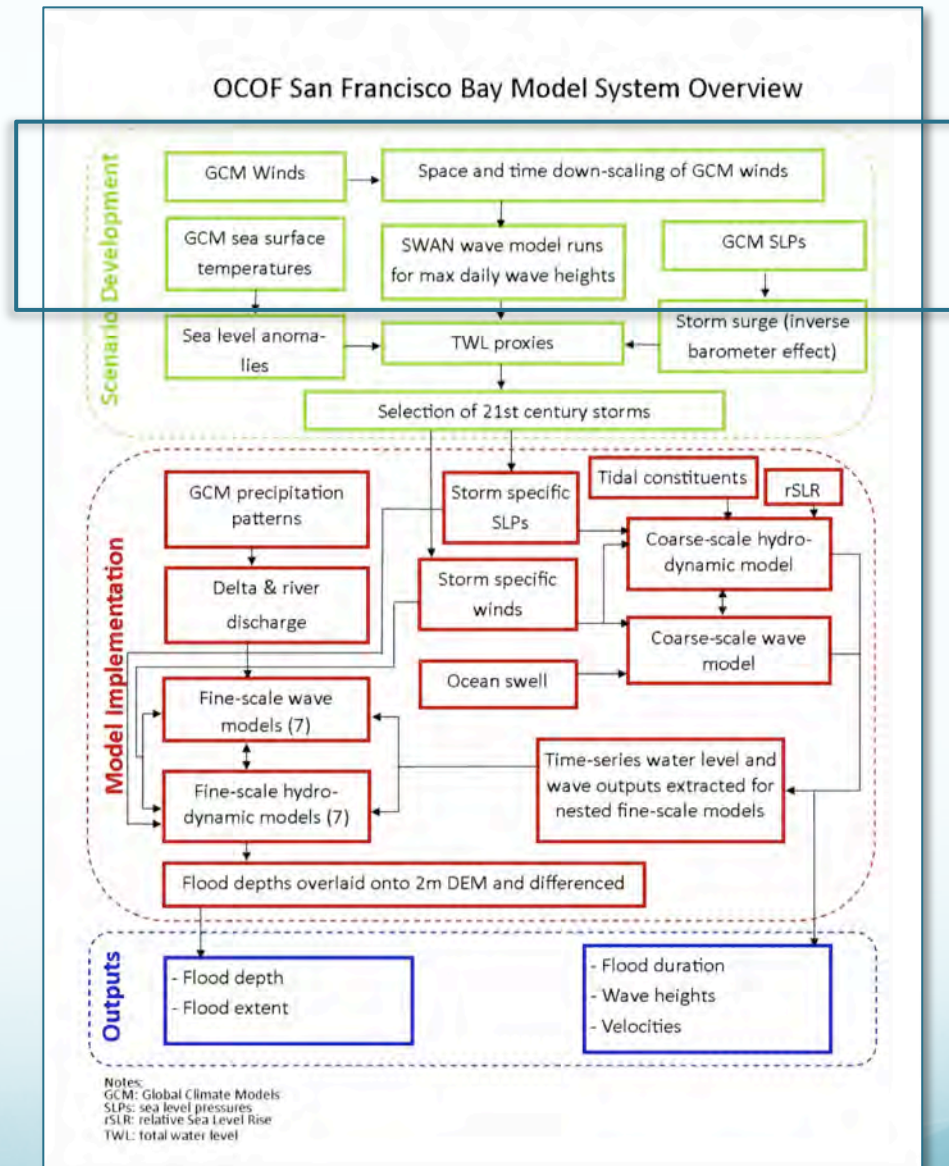 OCOF San Francisco Bay Model System Overview
Scenario Development
GCM Winds
Space and time down-scaling of GCM winds
GCM sea surface
temperatures
SWAN wave model runs
for max daily wave heights
GCM SLPs
Sea level anoma-
lies
TWL proxies
Storm surge (inverse
barometer effect)
Selection of 21st century storms
Model Implementation
GCM precipitation
patterns
Storm specific
SLPs
Tidal constituents
rSLR
Coarse-scale hydro-
dynamic model
Delta & river
discharge
Storm specific
winds
Coarse-scale wave
model
Ocean swell
Fine-scale wave
models (7)
Time-series water level and
wave outputs extracted for
nested fine-scale models
Fine-scale hydro-
dynamic models (7)
Flood depths overlaid onto 2m DEM and differenced
Outputs
- Flood depth
- Flood extent
- Flood duration
- Wave heights
- Velocities
Notes:
GCM: Global Climate Models
SLPs: sea level pressures
rSLR: relative Sea Level Rise
TWL: total water level